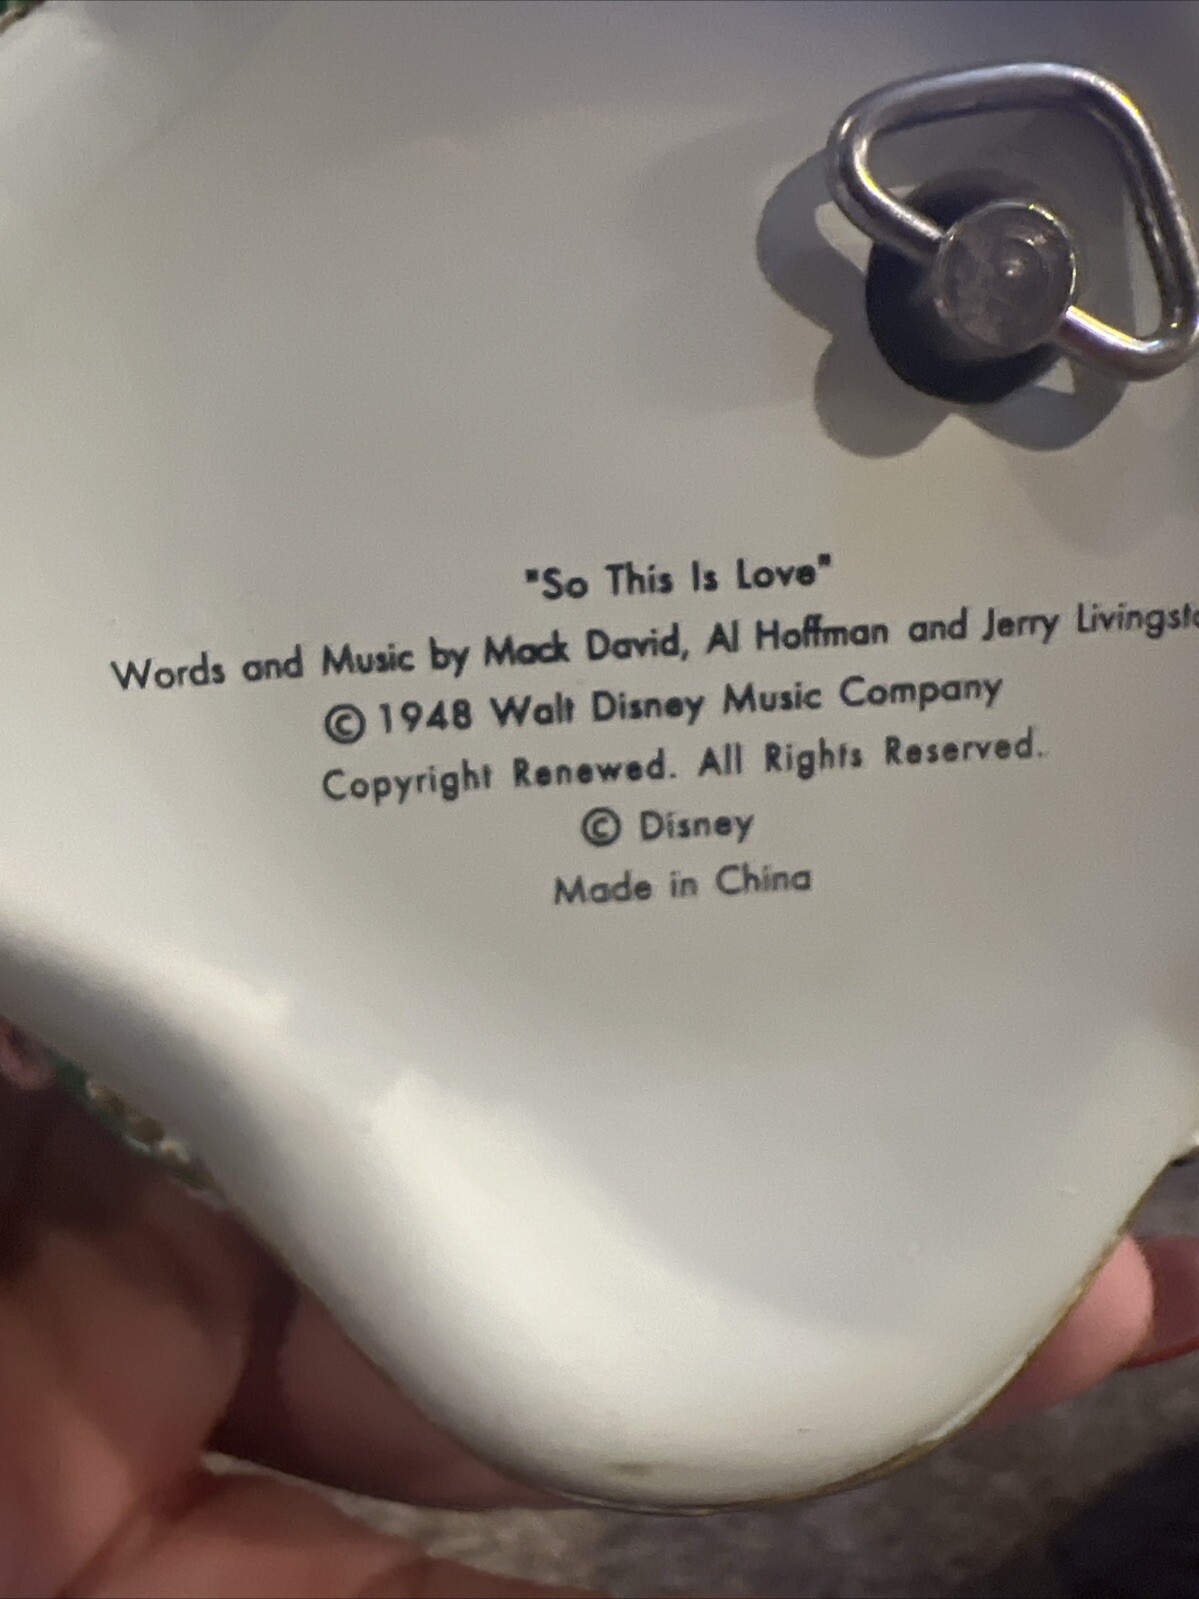 "So This Is Love"
Words and Music by Mack David, Al Hoffman and Jerry Livingsto
© 1948 Walt Disney Music Company
Copyright Renewed. All Rights Reserved.
© Disney
Made in China